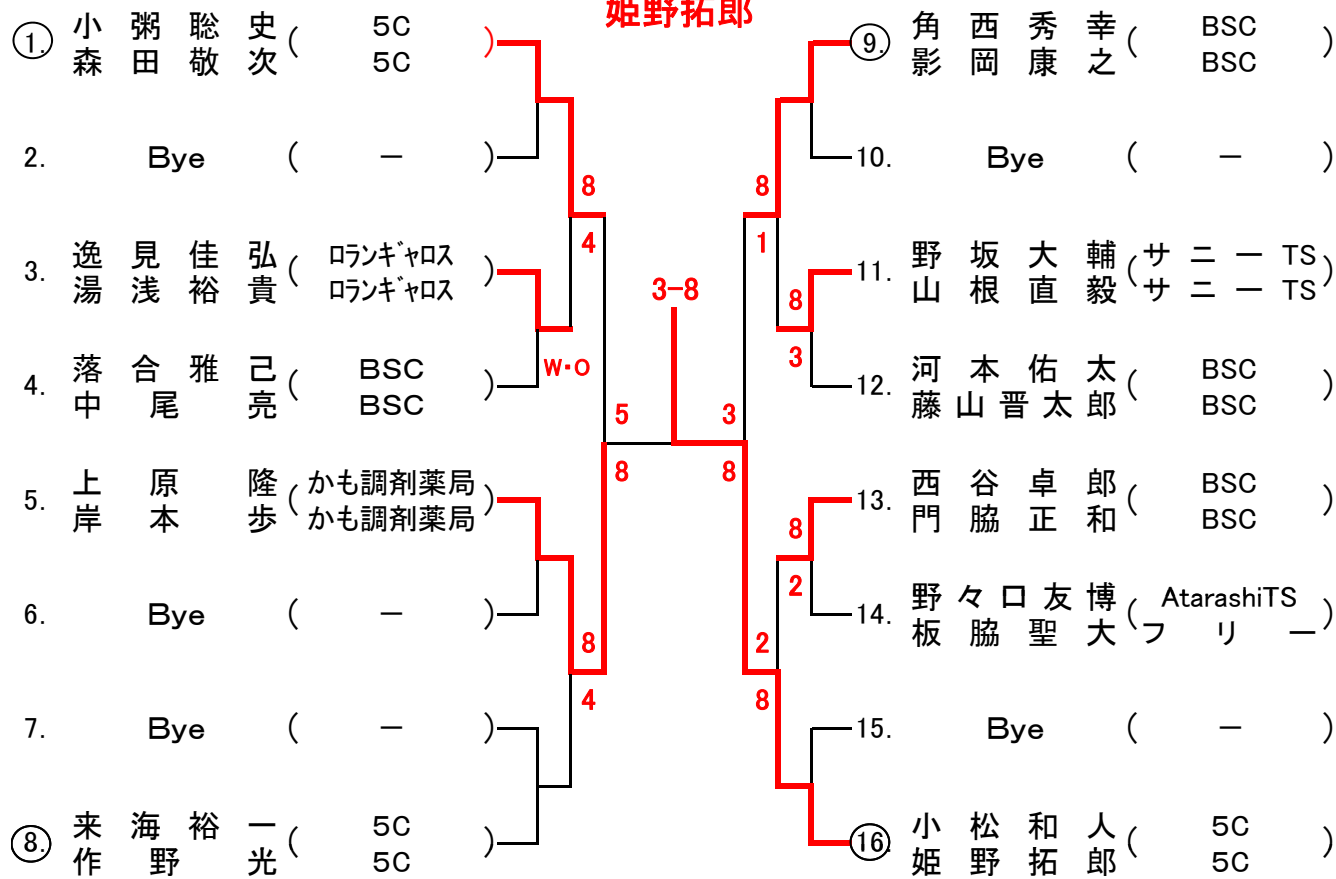 姫野拓郎
① 小粥聡史 ( 5C )
森田敬次 5C
2. Bye ( － )
3. 逸見佳弘 ( ロランギャロス )
湯浅裕貴 ロランギャロス
4. 落合雅己 ( BSC )
中尾亮 BSC
5. 上原隆 ( かも調剤薬局 )
岸本歩 かも調剤薬局
6. Bye ( － )
7. Bye ( － )
⑧ 来海裕一 ( 5C )
作野光 5C
8
4
W・O
5
8
8
4
3-8
8
1
8
3
3
8
8
2
2
8
⑨ 角西秀幸 ( BSC )
影岡康之 BSC
10. Bye ( － )
11. 野坂大輔 ( サニーTS )
山根直毅 サニーTS
12. 河本佑太 ( BSC )
藤山晋太郎 BSC
13. 西谷卓郎 ( BSC )
門脇正和 BSC
14. 野々口友博 ( AtarashiTS )
板脇聖大 フリー
15. Bye ( － )
⑯ 小松和人 ( 5C )
姫野拓郎 5C